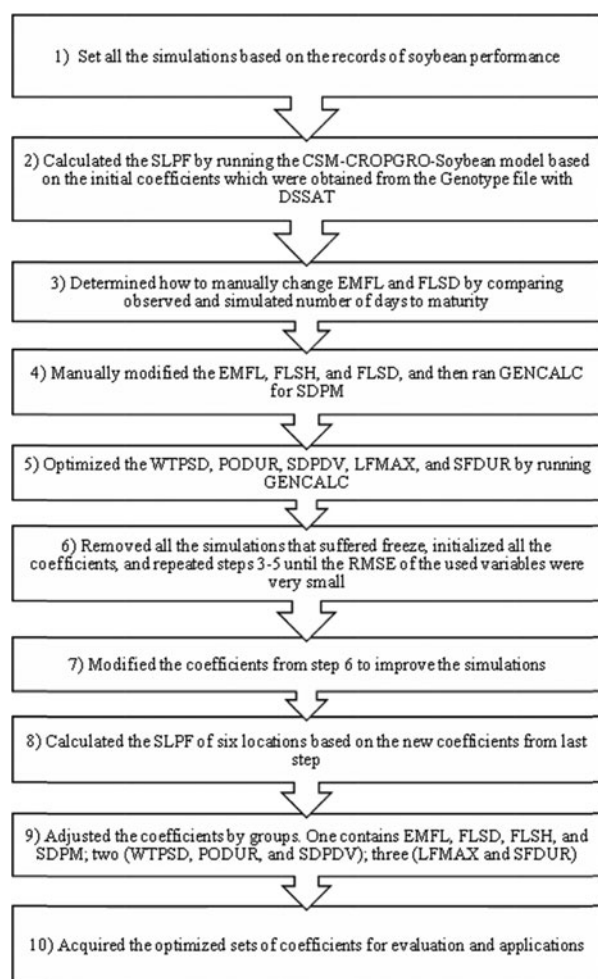 1) Set all the simulations based on the records of soybean performance
2) Calculated the SLPF by running the CSM-CROPGRO-Soybean model based
on the initial coefficients which were obtained from the Genotype file with
DSSAT
3) Determined how to manually change EMFL and FLSD by comparing
observed and simulated number of days to maturity
4) Manually modified the EMFL, FLSH, and FLSD, and then ran GENCALC
for SDPM
5) Optimized the WTPSD, PODUR, SDPDV, LFMAX, and SFDUR by running
GENCALC
6) Removed all the simulations that suffered freeze, initialized all the
coefficients, and repeated steps 3-5 until the RMSE of the used variables were
very small
7) Modified the coefficients from step 6 to improve the simulations
8) Calculated the SLPF of six locations based on the new coefficients from last
step
9) Adjusted the coefficients by groups. One contains EMFL, FLSD, FLSH, and
SDPM; two (WTPSD, PODUR, and SDPDV); three (LFMAX and SFDUR)
10) Acquired the optimized sets of coefficients for evaluation and applications